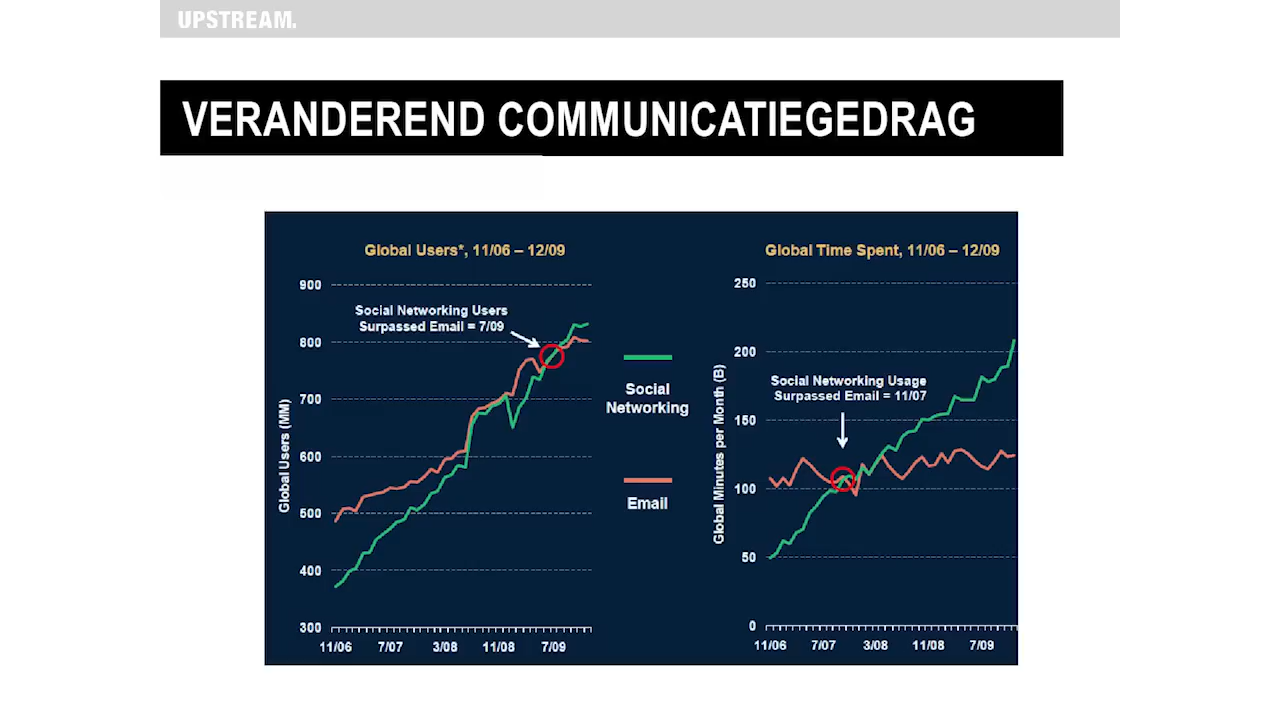 UPSTREAM.
VERANDEREND COMMUNICATIEGEDRAG
Global Users*, 11/06 – 12/09
900
800
700
600
500
400
300
Global Users (MM)
Social Networking Users
Surpassed Email = 7/09
11/06 7/07 3/08 11/08 7/09
Social
Networking
Email
Global Time Spent, 11/06 – 12/09
250
200
150
100
50
0
Global Minutes per Month (B)
Social Networking Usage
Surpassed Email = 11/07
11/06 7/07 3/08 11/08 7/09